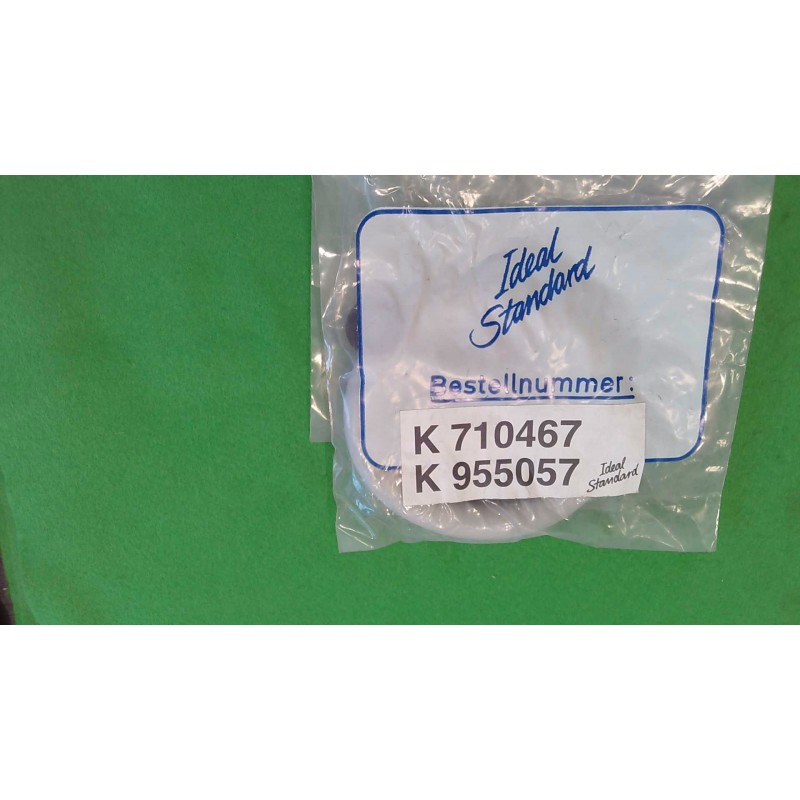 Ideal
Standard
Bestellnummer:
K 710467
K 955057
Ideal
Standard